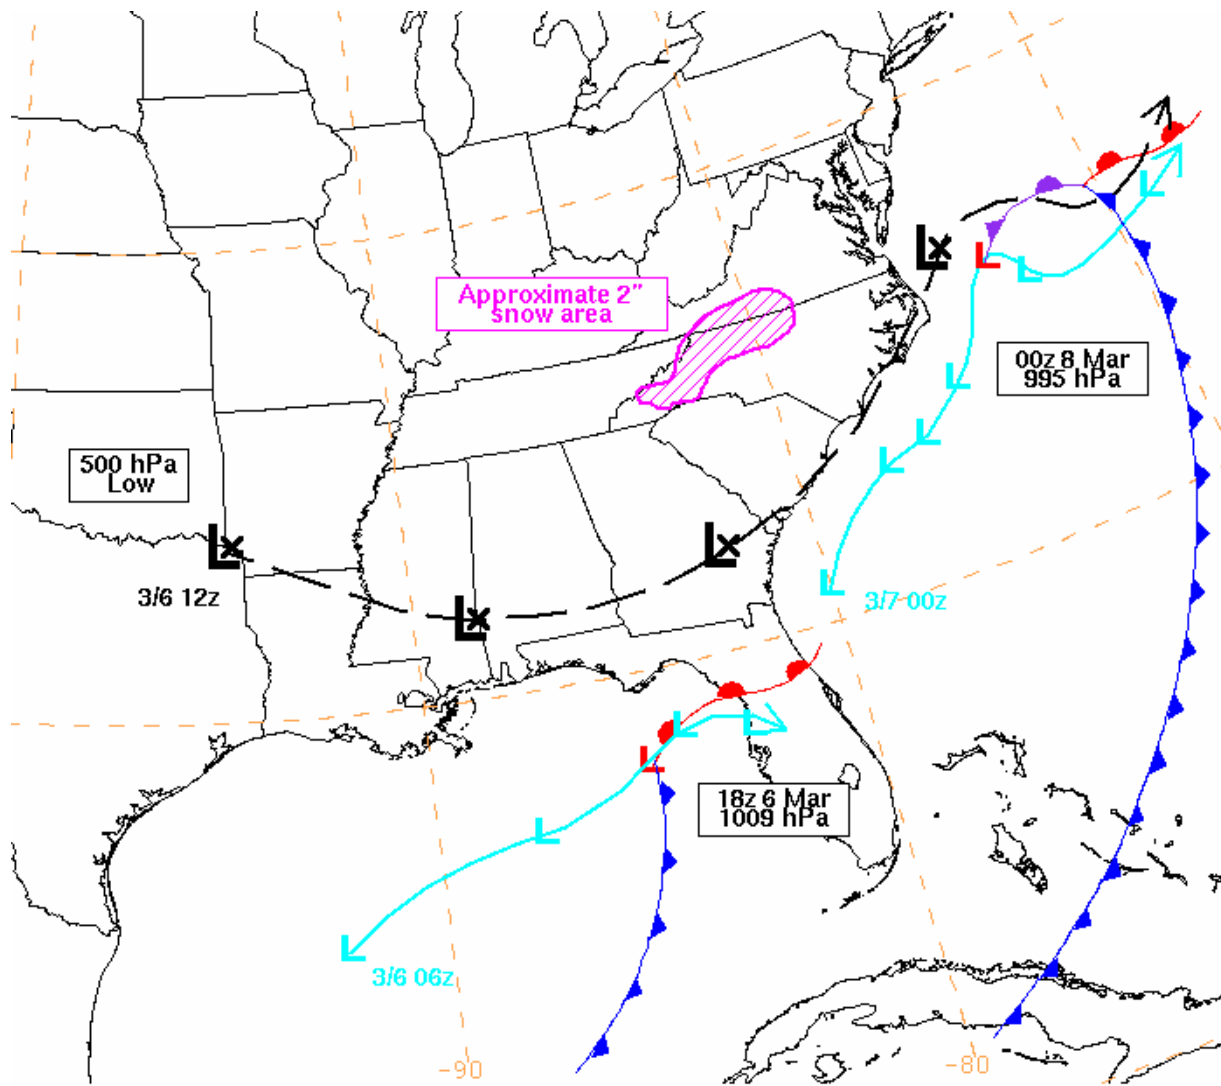 Approximate 2"
snow area
00z 8 Mar
995 hPa
500 hPa
Low
L
L
L
L
L
L
L
L
L
L
L
3/6 12z
L
L
L
3/7 00z
L
L
L
L
18z 6 Mar
1009 hPa
3/6 06z
-90
-80